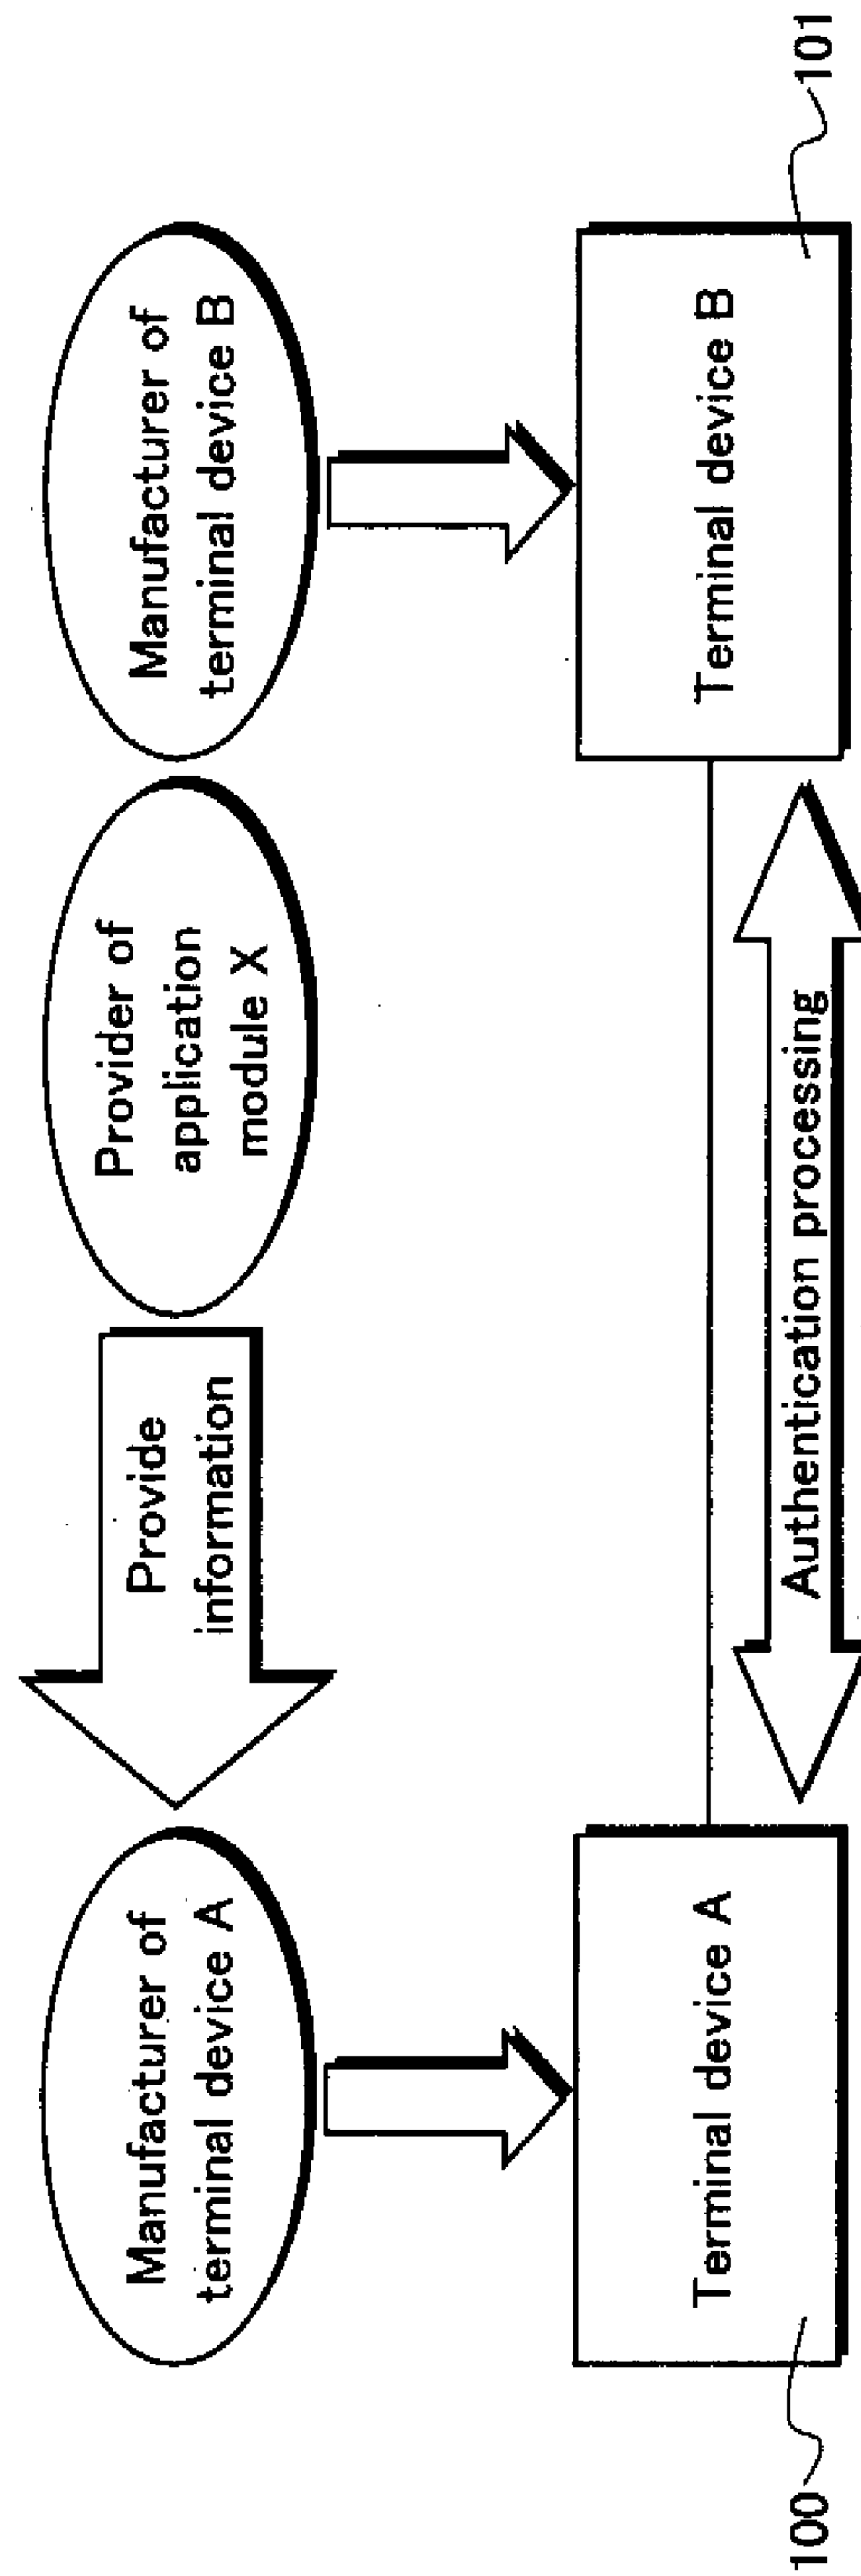 Manufacturer of
terminal device A
Provide
information
Provider of
application
module X
Manufacturer of
terminal device B
Terminal device A
Terminal device B
Authentication processing
100
101